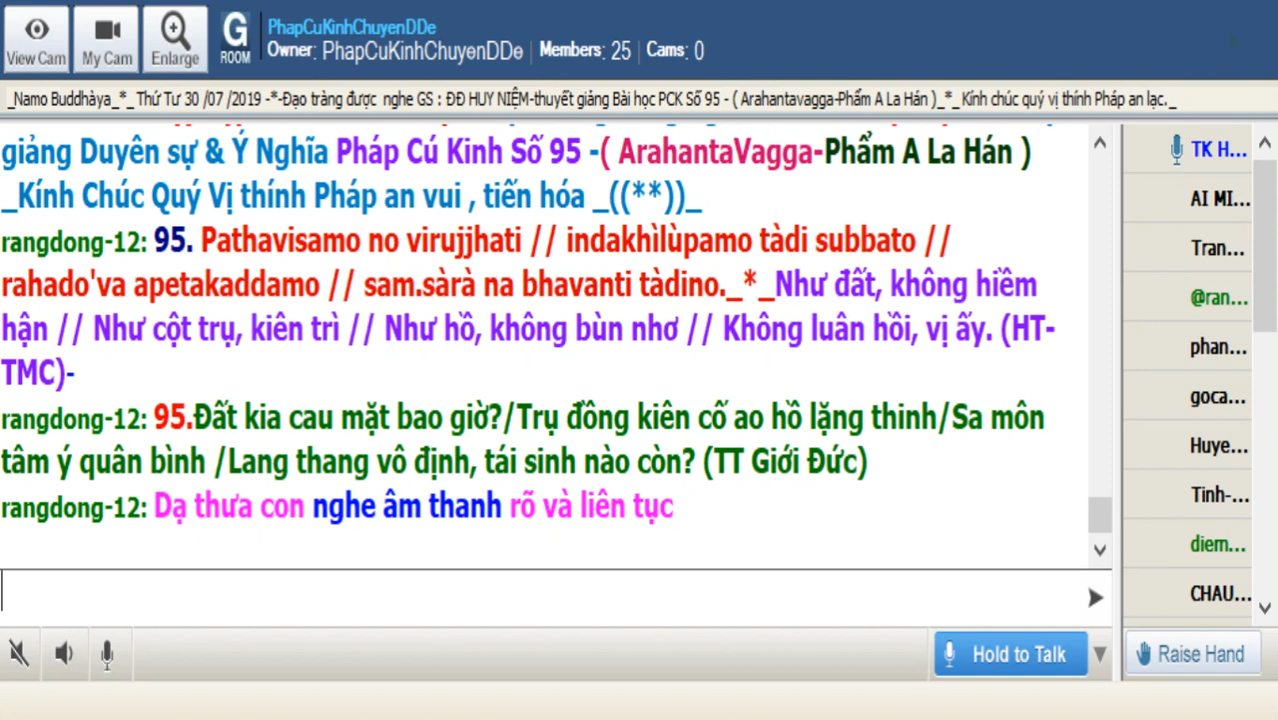 View Cam
My Cam
Enlarge
G
ROOM
PhapCuKinhChuyenDDe
Owner: PhapCuKinhChuyenDDe | Members: 25 | Cams: 0
_Namo Buddhàya_*_ Thứ Tư 30 /07 /2019 -*-Đạo tràng được nghe GS : ĐĐ HUY NIỆM-thuyết giảng Bài học PCK Số 95 - ( Arahantavagga-Phẩm A La Hán )_*_ Kính chúc quý vị thính Pháp an lạc._
giảng Duyên sự & Ý Nghĩa Pháp Cú Kinh Số 95 -( ArahantaVagga-Phẩm A La Hán )
_Kính Chúc Quý Vị thính Pháp an vui , tiến hóa _((**))_
rangdong-12: 95. Pathavisamo no virujjhati // indakhìlùpamo tàdi subbato //
rahado'va apetakaddamo // sam.sàrà na bhavanti tàdino._*_Như đất, không hiềm
hận // Như cột trụ, kiên trì // Như hồ, không bùn nhơ // Không luân hồi, vị ấy. (HT-
TMC)-
rangdong-12: 95.Đất kia cau mặt bao giờ?/Trụ đồng kiên cố ao hồ lặng thinh/Sa môn
tâm ý quân bình /Lang thang vô định, tái sinh nào còn? (TT Giới Đức)
rangdong-12: Dạ thưa con nghe âm thanh rõ và liên tục
TK H...
AI MI...
Tran...
@ran...
phan...
goca...
Huye...
Tinh-...
diem...
CHAU...
Hold to Talk
Raise Hand